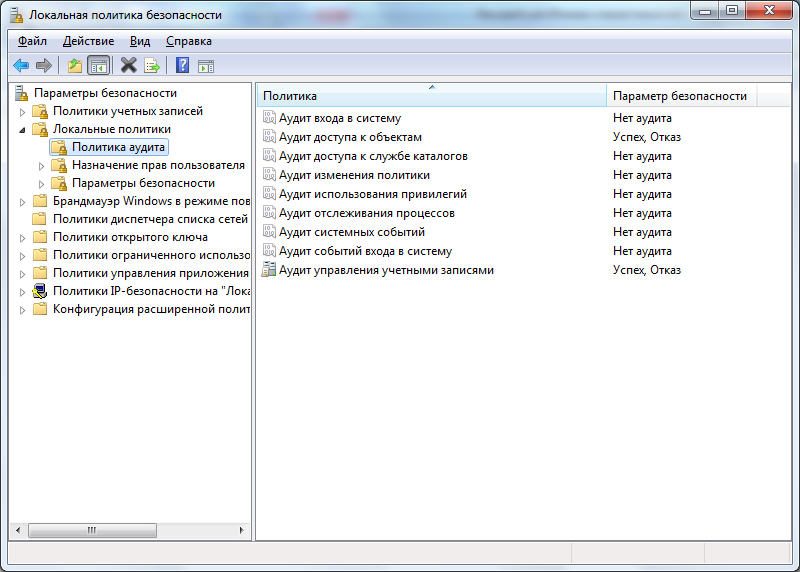 Локальная политика безопасности
Файл Действие Вид Справка
Параметры безопасности
Политики учетных записей
Локальные политики
Политика аудита
Назначение прав пользователя
Параметры безопасности
Брандмауэр Windows в режиме пов
Политики диспетчера списка сетей
Политики открытого ключа
Политики ограниченного использо
Политики управления приложения
Политики IP-безопасности на "Лока
Конфигурация расширенной полит
Политика Параметр безопасности
Аудит входа в систему Нет аудита
Аудит доступа к объектам Успех, Отказ
Аудит доступа к службе каталогов Нет аудита
Аудит изменения политики Нет аудита
Аудит использования привилегий Нет аудита
Аудит отслеживания процессов Нет аудита
Аудит системных событий Нет аудита
Аудит событий входа в систему Нет аудита
Аудит управления учетными записями Успех, Отказ